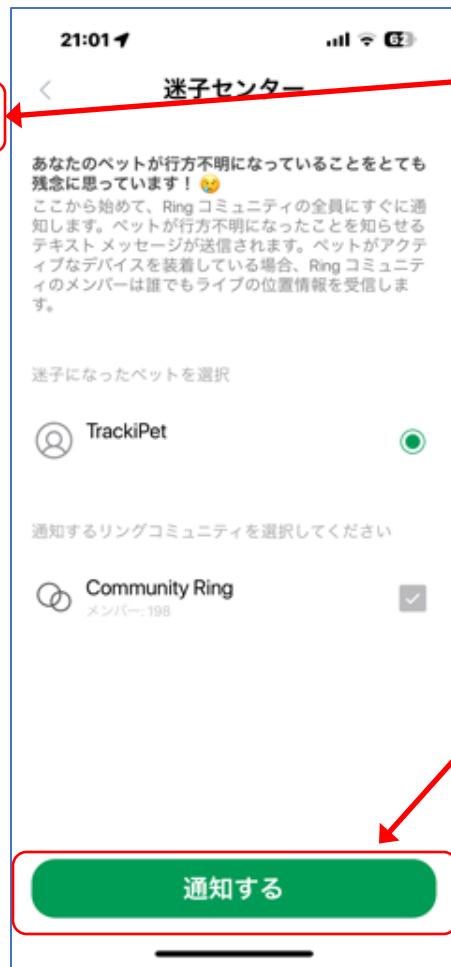 21:01
62
迷子センター
あなたのペットが行方不明になっていることをとても
残念に思っています！😢
ここから始めて、Ring コミュニティの全員にすぐに通
知します。ペットが行方不明になったことを知らせる
テキスト メッセージが送信されます。ペットがアクテ
ィブなデバイスを装着している場合、Ring コミュニテ
ィのメンバーは誰でもライブの位置情報を受信しま
す。
迷子になったペットを選択
TrackiPet
通知するリングコミュニティを選択してください
Community Ring
メンバー: 198
通知する